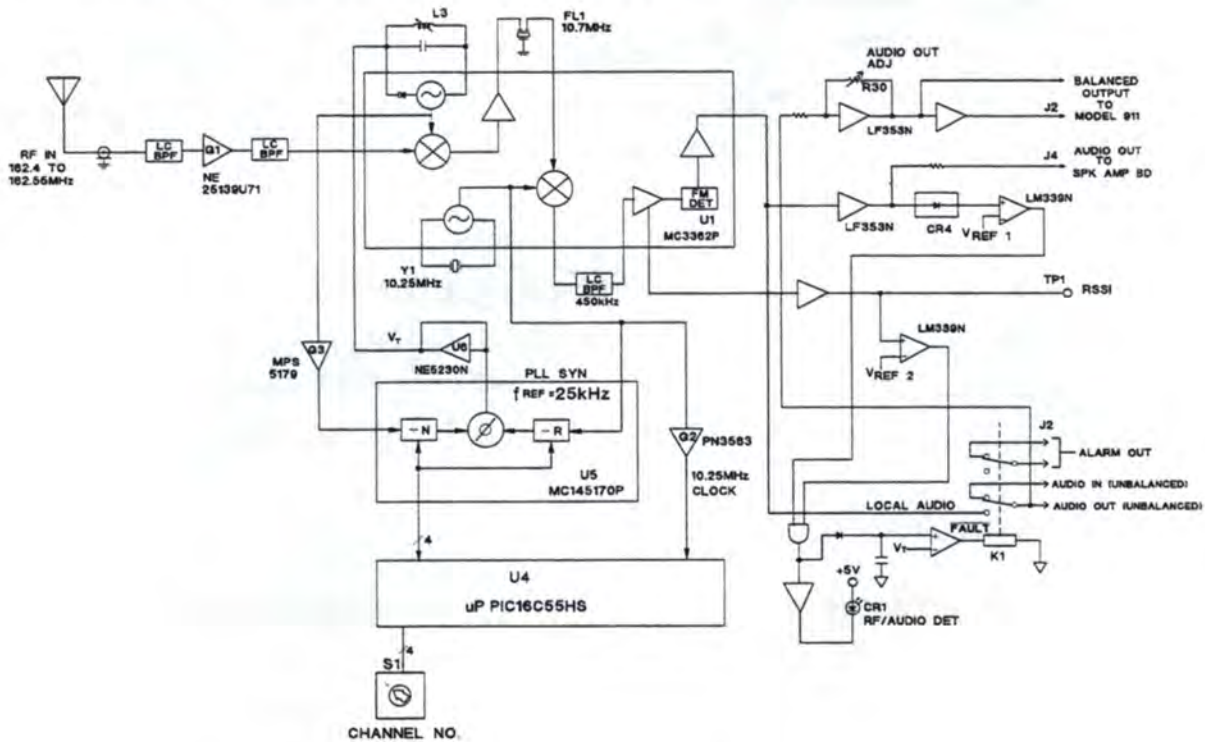 L3
FL1
10.7MHz
AUDIO OUT
ADJ
R30
BALANCED
OUTPUT
TO
MODEL 911
J2
LF353N
RF IN
162.4 TO
162.55MHz
LC
BPF
Q1
NE
25139U71
LC
BPF
J4
AUDIO OUT
TO
SPK AMP BD
FM
DET
U1
MC3362P
LF353N
CR4
LM339N
VREF 1
Y1
10.25MHz
LC
BPF
450kHz
TP1
RSSI
LM339N
VREF 2
Q3
MPS
5179
VT
U6
NE5230N
PLL SYN
fREF = 25kHz
÷N
÷R
U5
MC145170P
Q2
PN3563
10.25MHz
CLOCK
J2
ALARM OUT
AUDIO IN (UNBALANCED)
AUDIO OUT (UNBALANCED)
LOCAL AUDIO
FAULT
K1
VT
4
U4
uP PIC16C55HS
+5V
CR1
RF/AUDIO DET
4
S1
CHANNEL NO.